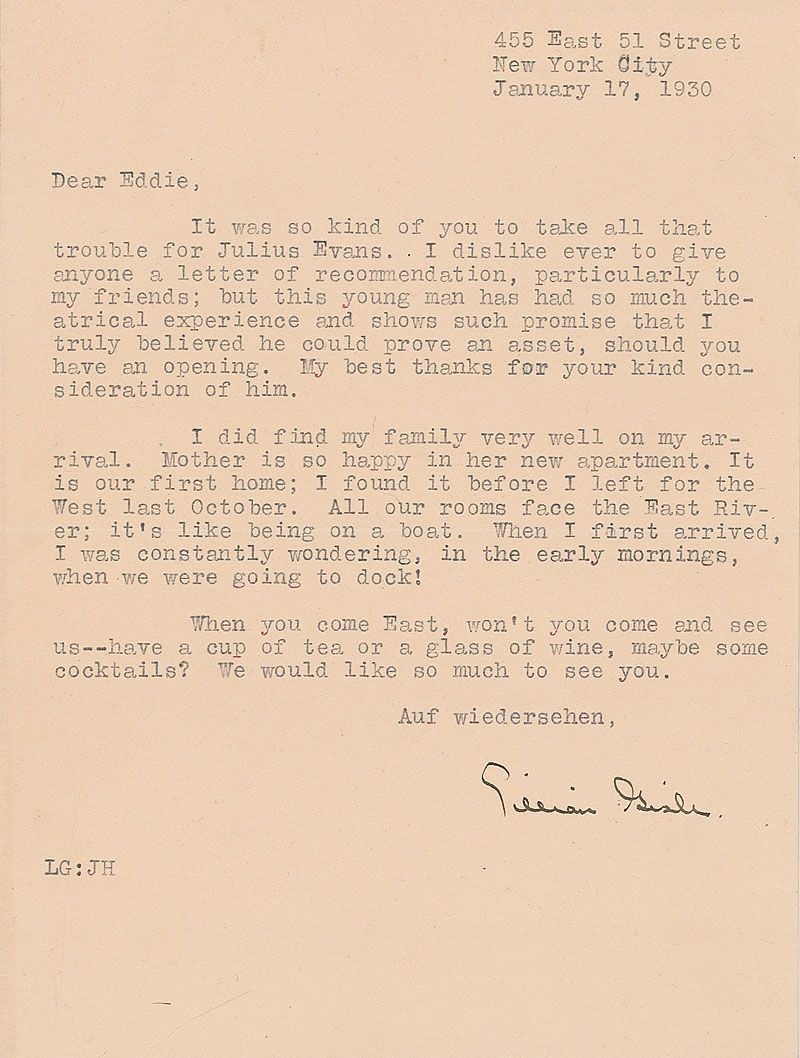 455 East 51 Street
New York City
January 17, 1930
Dear Eddie,
It was so kind of you to take all that
trouble for Julius Evans. . I dislike ever to give
anyone a letter of recommendation, particularly to
my friends; but this young man has had so much the-
atrical experience and shows such promise that I
truly believed he could prove an asset, should you
have an opening. My best thanks for your kind con-
sideration of him.
I did find my family very well on my ar-
rival. Mother is so happy in her new apartment. It
is our first home; I found it before I left for the
West last October. All our rooms face the East Riv-
er; it's like being on a boat. When I first arrived,
I was constantly wondering, in the early mornings,
when we were going to dock!
When you come East, won't you come and see
us--have a cup of tea or a glass of wine, maybe some
cocktails? We would like so much to see you.
Auf wiedersehen,
Lillian Gish.
LG:JH